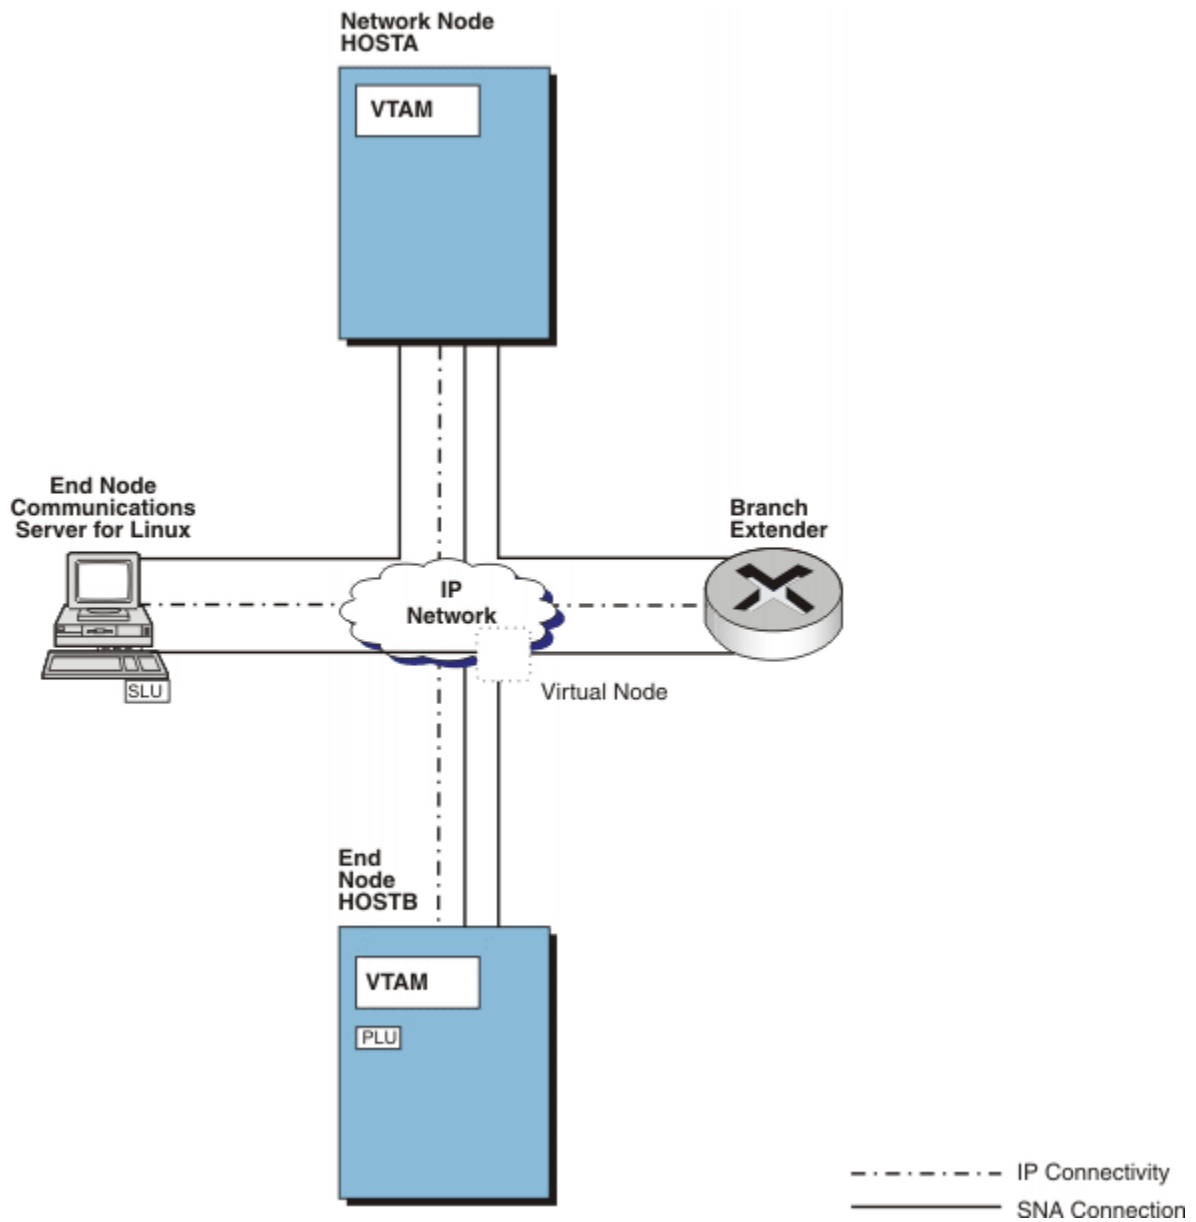 Network Node
HOSTA
VTAM
End Node
Communications
Server for Linux
Branch
Extender
IP
Network
SLU
Virtual Node
End
Node
HOSTB
VTAM
PLU
IP Connectivity
SNA Connection